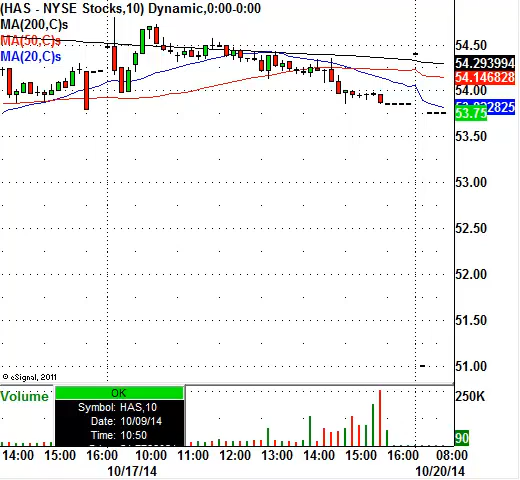 (HAS - NYSE Stocks,10) Dynamic,0:00-0:00
MA(200,C)s
MA(50,C)s
MA(20,C)s
54.50
54.293994
54.146828
54.00
53.75
53.50
53.00
52.50
52.00
51.50
51.00
© eSignal, 2011
Volume
OK
Symbol: HAS,10
Date: 10/09/14
Time: 10:50
250K
90
14:00 15:00 16:00 10:00 11:00 12:00 13:00 14:00 15:00 16:00 08:00
10/17/14 10/20/14